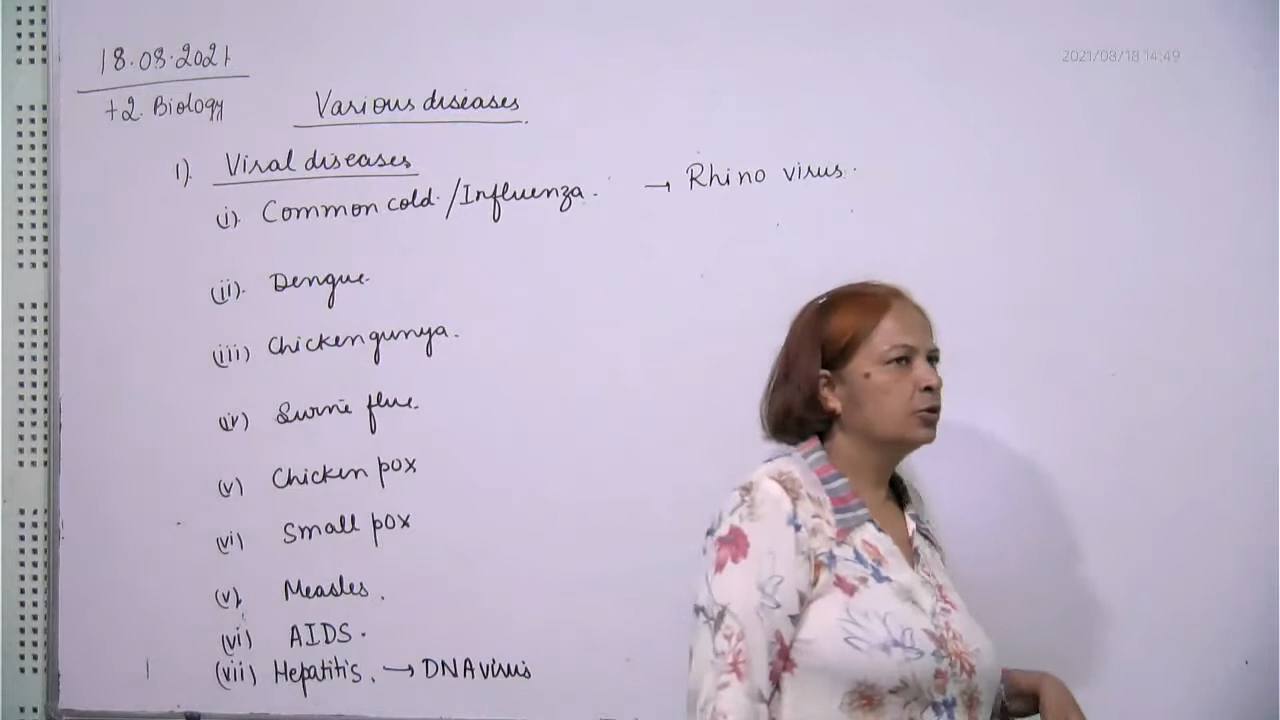 18.08.2021
2021/08/18 14:49
+2. Biology
Various diseases
1). Viral diseases
(i). Common cold. /Influenza. → Rhino virus.
(ii). Dengue.
(iii) Chickengunya.
(iv) Swine flue.
(v) Chicken pox
(vi) Small pox
(v). Measles.
(vi) AIDS.
(vii) Hepatitis. → DNA virus